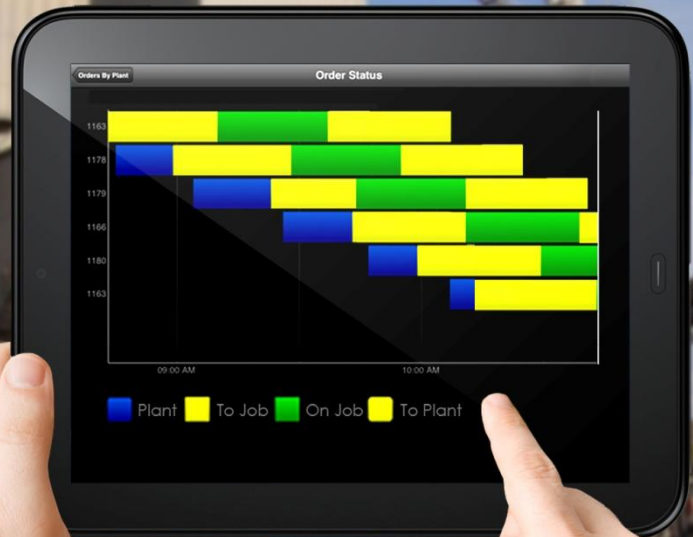 Orders By Plant Order Status
1163
1178
1179
1166
1180
1163
09:00 AM 10:00 AM
Plant To Job On Job To Plant